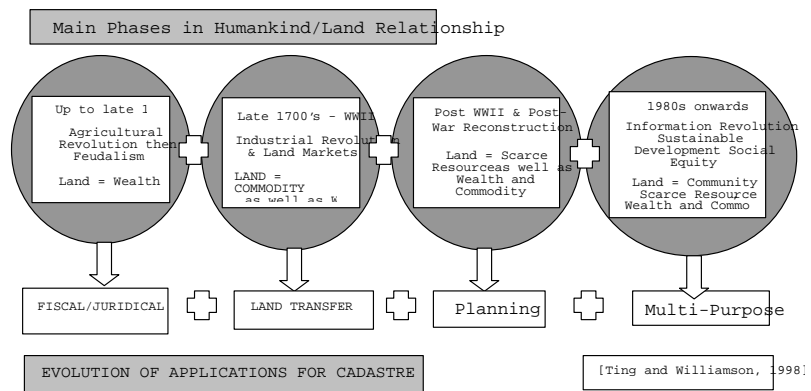 Main Phases in Humankind/Land Relationship
Up to late 1
Agricultural
Revolution then
Feudalism
Land = Wealth
Late 1700's - WWII
Industrial Revolution
& Land Markets
LAND =
COMMODITY
as well as W
Post WWII & Post-
War Reconstruction
Land = Scarce
Resourceas well as
Wealth and
Commodity
1980s onwards
Information Revolution
Sustainable
Development Social
Equity
Land = Community
Scarce Resource
Wealth and Commo
FISCAL/JURIDICAL
LAND TRANSFER
Planning
Multi-Purpose
EVOLUTION OF APPLICATIONS FOR CADASTRE
[Ting and Williamson, 1998]